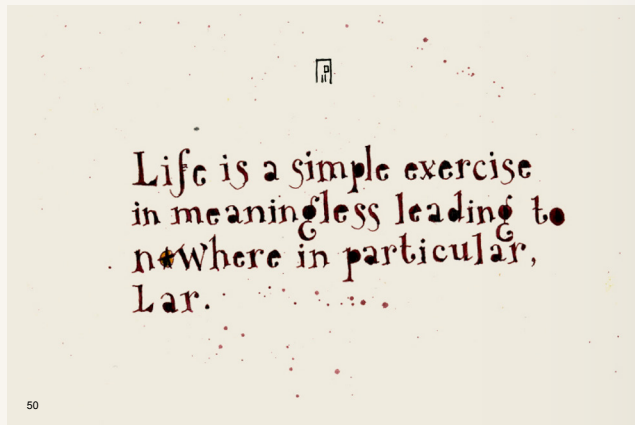 Life is a simple exercise
in meaningless leading to
nowhere in particular,
Lar.
50